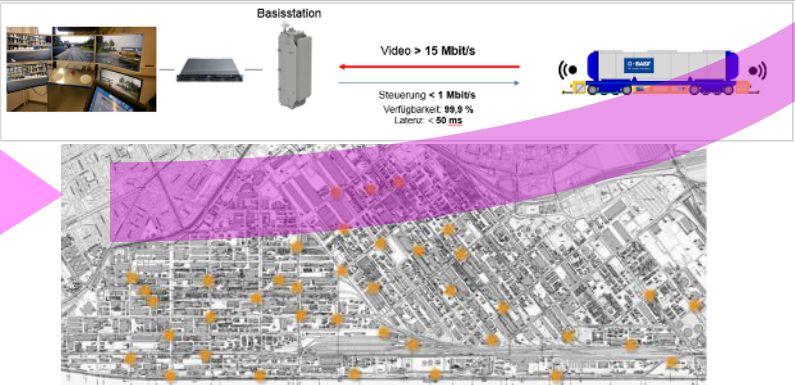 Basisstation
Video > 15 Mbit/s
Steuerung < 1 Mbit/s
Verfügbarkeit: 99,9 %
Latenz: < 50 ms
BASF